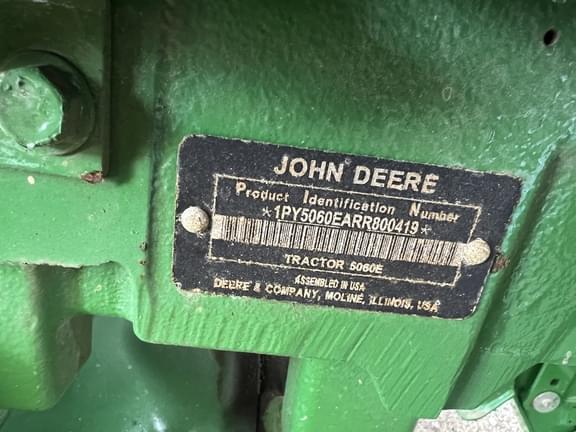 JOHN DEERE
Product Identification Number
*1PY5060EARR800419*
TRACTOR 5060E
ASSEMBLED IN USA
DEERE & COMPANY, MOLINE, ILLINOIS, USA